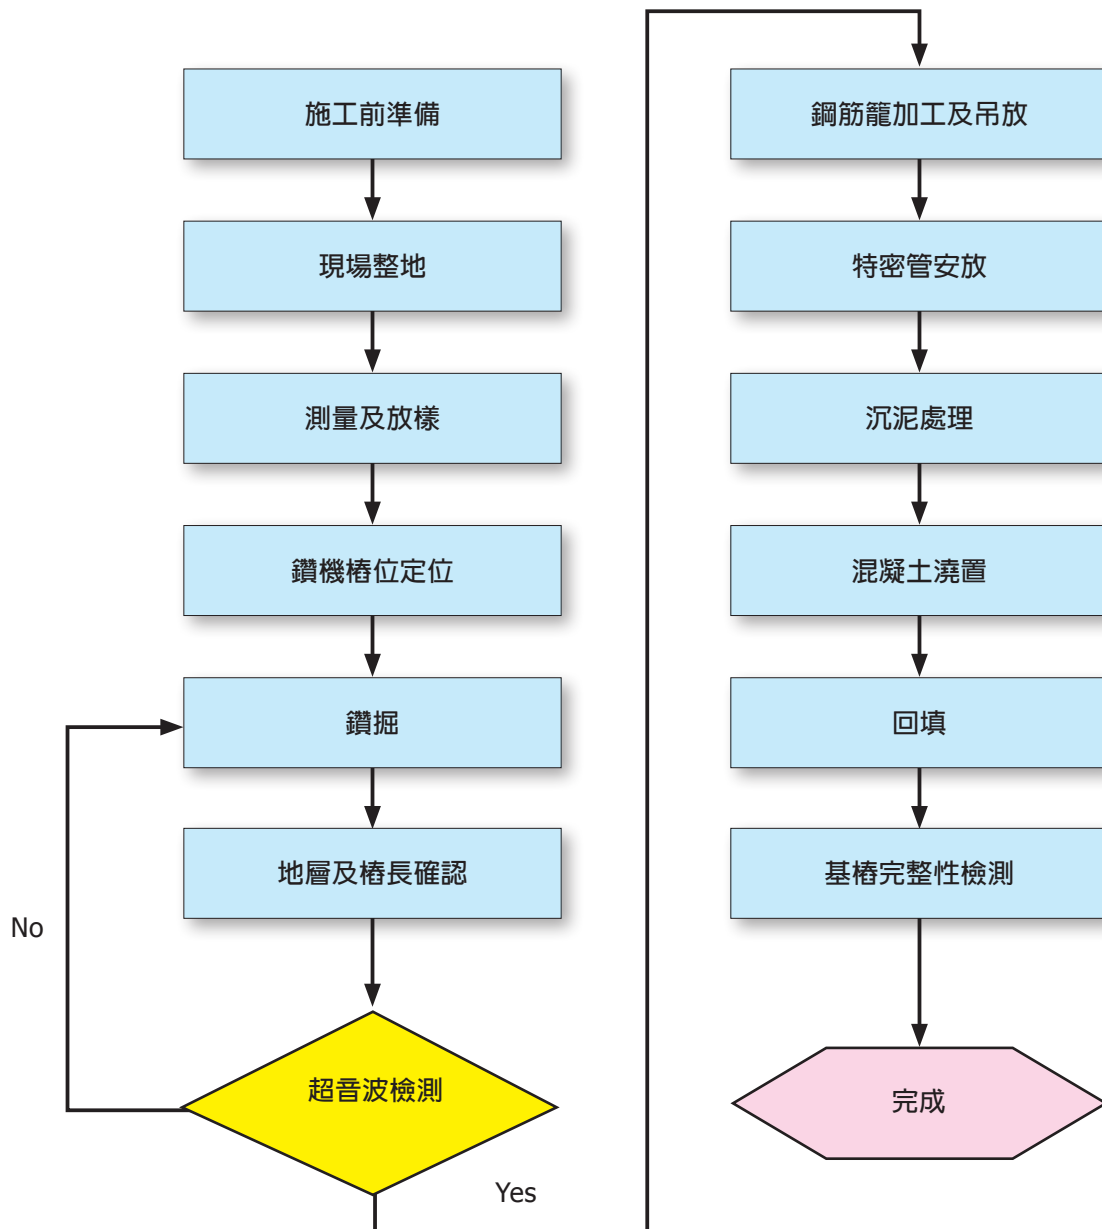 施工前準備
現場整地
測量及放樣
鑽機樁位定位
鑽掘
地層及樁長確認
No
超音波檢測
Yes
鋼筋籠加工及吊放
特密管安放
沉泥處理
混凝土澆置
回填
基樁完整性檢測
完成